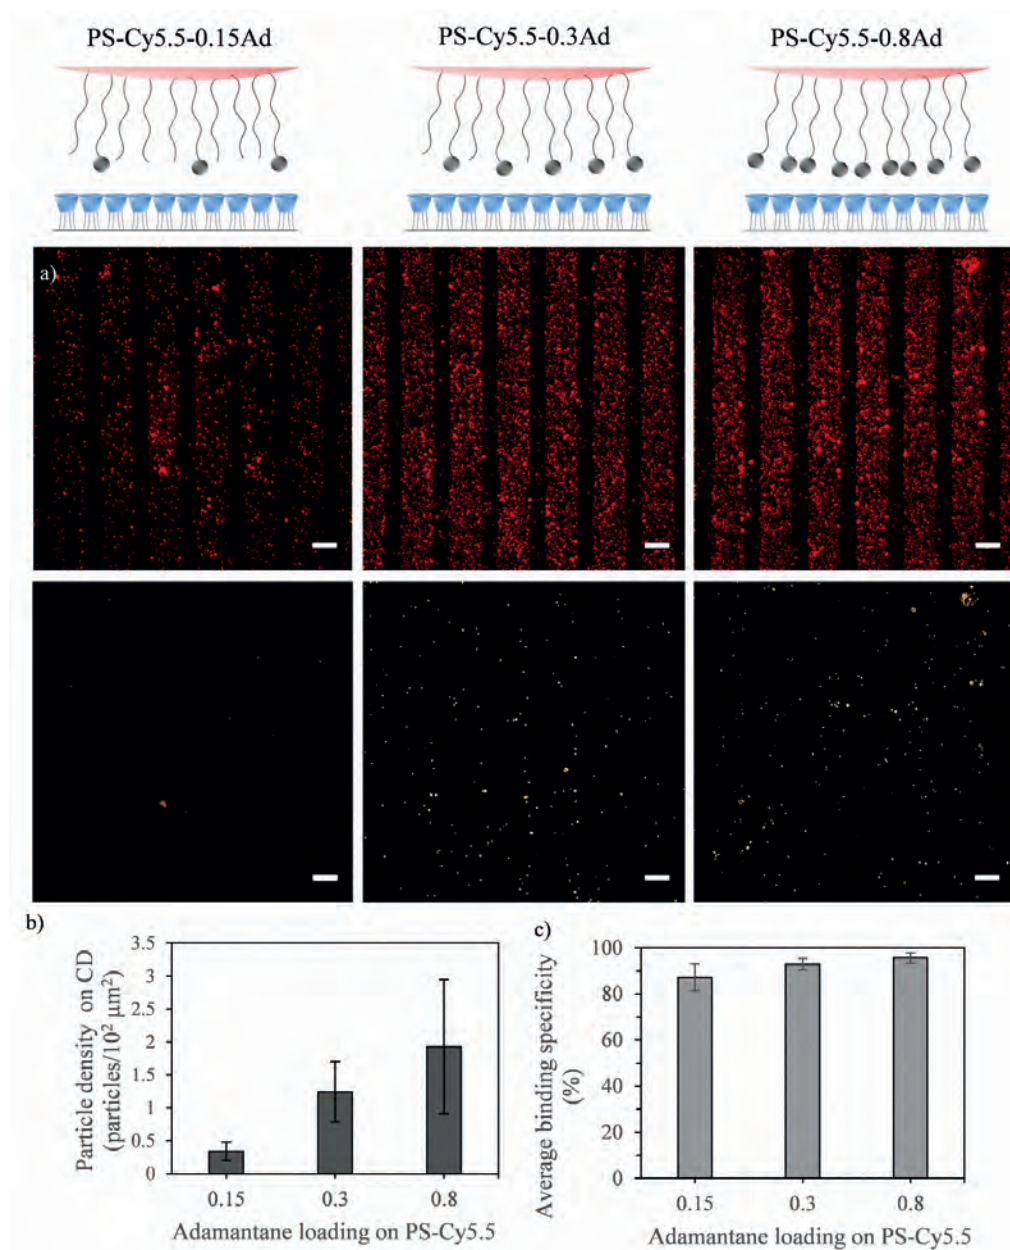 PS-Cy5.5-0.15Ad
PS-Cy5.5-0.3Ad
PS-Cy5.5-0.8Ad
a)
b)
Particle density on CD
(particles/10² μm²)
3.5
3
2.5
2
1.5
1
0.5
0
0.15
0.3
0.8
Adamantane loading on PS-Cy5.5
c)
Average binding specificity
(%)
100
80
60
40
20
0
0.15
0.3
0.8
Adamantane loading on PS-Cy5.5